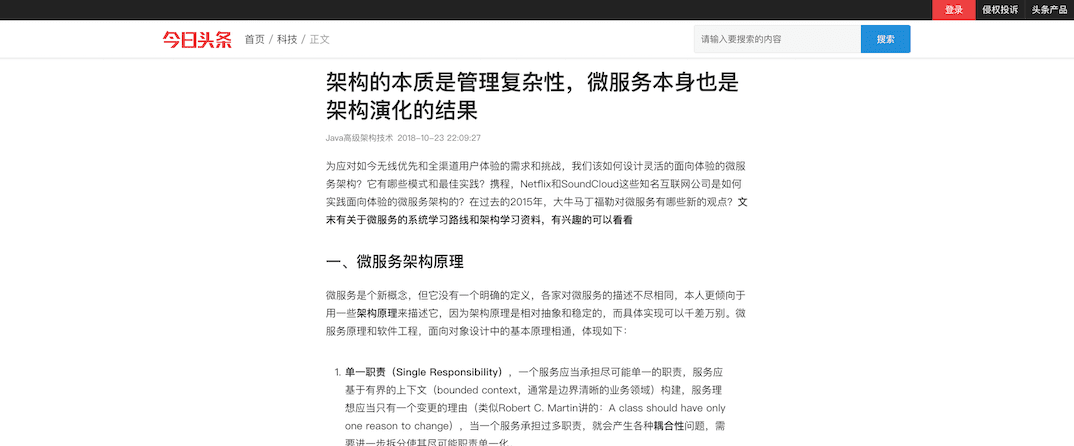 登录 侵权投诉 头条产品
今日头条 首页 / 科技 / 正文 请输入要搜索的内容 搜索
架构的本质是管理复杂性，微服务本身也是
架构演化的结果
Java高级架构技术 2018-10-23 22:09:27
为应对如今无线优先和全渠道用户体验的需求和挑战，我们该如何设计灵活的面向体验的微服
务架构？它有哪些模式和最佳实践？携程，Netflix和SoundCloud这些知名互联网公司是如何
实践面向体验的微服务架构的？在过去的2015年，大牛马丁福勒对微服务有哪些新的观点？文
末有关于微服务的系统学习路线和架构学习资料，有兴趣的可以看看
一、微服务架构原理
微服务是个新概念，但它没有一个明确的定义，各家对微服务的描述不尽相同，本人更倾向于
用一些架构原理来描述它，因为架构原理是相对抽象和稳定的，而具体实现可以千差万别。微
服务原理和软件工程，面向对象设计中的基本原理相通，体现如下：
1. 单一职责（Single Responsibility），一个服务应当承担尽可能单一的职责，服务应
基于有界的上下文（bounded context，通常是边界清晰的业务领域）构建，服务理
想应当只有一个变更的理由（类似Robert C. Martin讲的：A class should have only
one reason to change），当一个服务承担过多职责，就会产生各种耦合性问题，需
要进一步拆分使其尽可能职责单一化